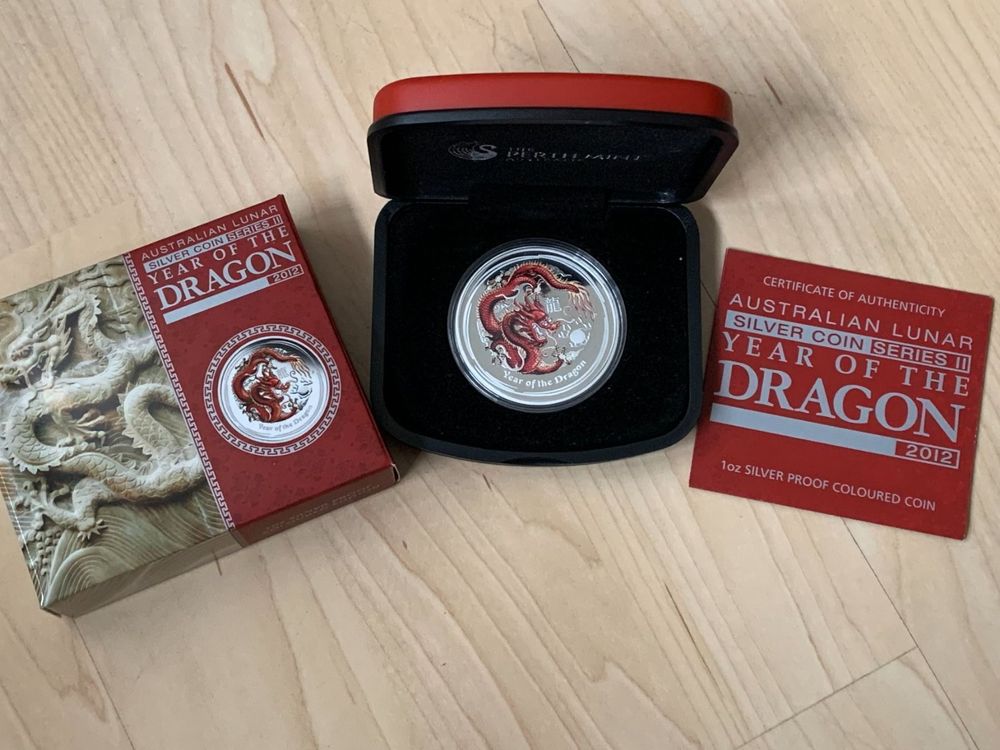 AUSTRALIAN LUNAR
SILVER COIN SERIES II
YEAR OF THE
DRAGON
2012
Year of the Dragon
THE
PERTH MINT
龍
Year of the Dragon
CERTIFICATE OF AUTHENTICITY
AUSTRALIAN LUNAR
SILVER COIN SERIES II
YEAR OF THE
DRAGON
2012
1oz SILVER PROOF COLOURED COIN